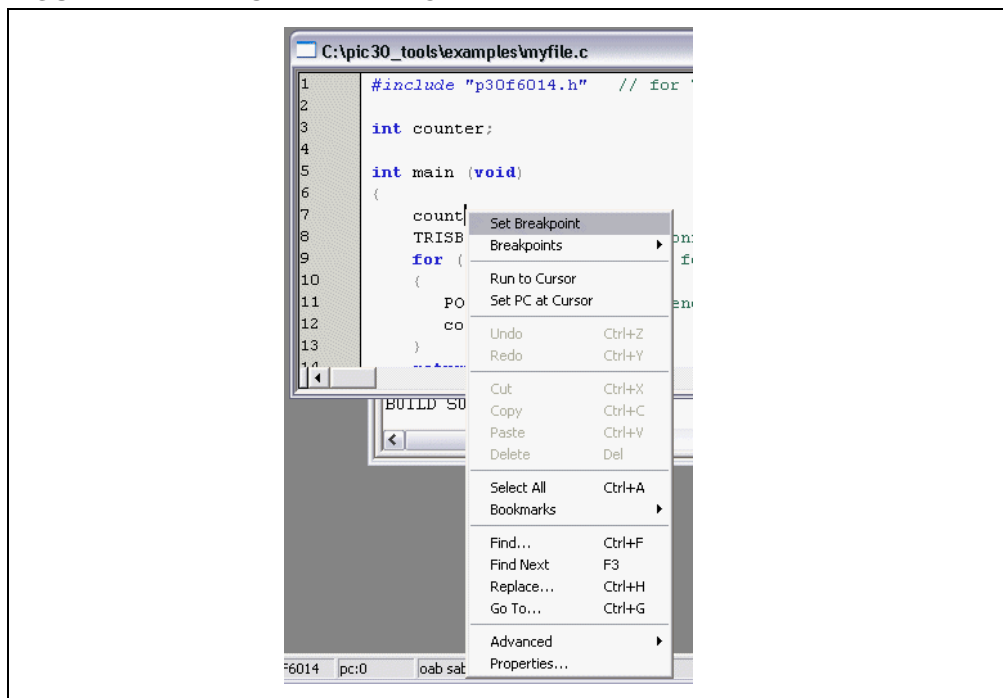 C:\pic30_tools\examples\myfile.c
1 #include "p30f6014.h" // for
2
3 int counter;
4
5 int main (void)
6 {
7 count
8 TRISB
9 for (
10 {
11 PO
12 co
13 }
14
Set Breakpoint
Breakpoints
Run to Cursor
Set PC at Cursor
Undo Ctrl+Z
Redo Ctrl+Y
Cut Ctrl+X
Copy Ctrl+C
Paste Ctrl+V
Delete Del
Select All Ctrl+A
Bookmarks
Find... Ctrl+F
Find Next F3
Replace... Ctrl+H
Go To... Ctrl+G
Advanced
Properties...
BUILD SU
F6014 pc:0 oab sab